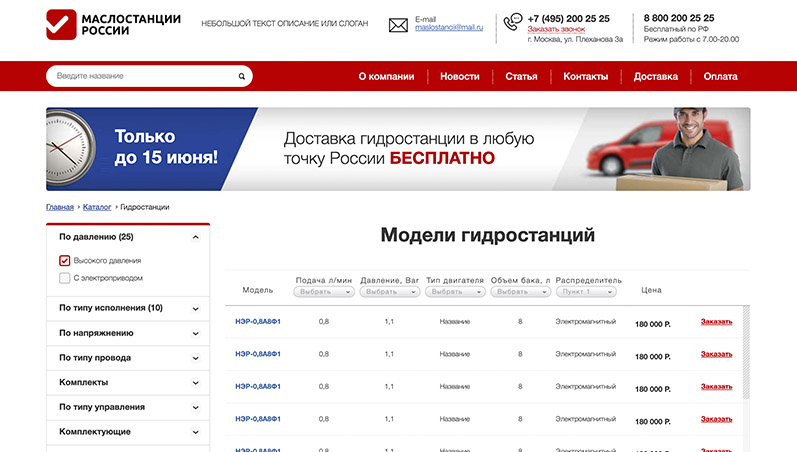 МАСЛОСТАНЦИИ
РОССИИ
НЕБОЛЬШОЙ ТЕКСТ ОПИСАНИЕ ИЛИ СЛОГАН
E-mail
maslostancii@mail.ru
+7 (495) 200 25 25
Заказать звонок
г. Москва, ул. Плеханова 3а
8 800 200 25 25
Бесплатный по РФ
Режим работы с 7.00-20.00
Введите название
О компании
Новости
Статья
Контакты
Доставка
Оплата
Только
до 15 июня!
Доставка гидростанции в любую
точку России БЕСПЛАТНО
Главная
Каталог
Гидростанции
По давлению (25)
Высокого давления
С электроприводом
По типу исполнения (10)
По напряжению
По типу провода
Комплекты
По типу управления
Комплектующие
Модели гидростанций
Модель Подача л/мин Давление, Bar Тип двигателя Объем бака, л Распределитель Цена
Выбрать Выбрать Выбрать Выбрать Пункт 1
НЭР-0,8А8Ф1 0,8 1,1 Название 8 Электромагнитный 180 000 Р. Заказать
НЭР-0,8А8Ф1 0,8 1,1 Название 8 Электромагнитный 180 000 Р. Заказать
НЭР-0,8А8Ф1 0,8 1,1 Название 8 Электромагнитный 180 000 Р. Заказать
НЭР-0,8А8Ф1 0,8 1,1 Название 8 Электромагнитный 180 000 Р. Заказать
НЭР-0,8А8Ф1 0,8 1,1 Название 8 Электромагнитный Заказать